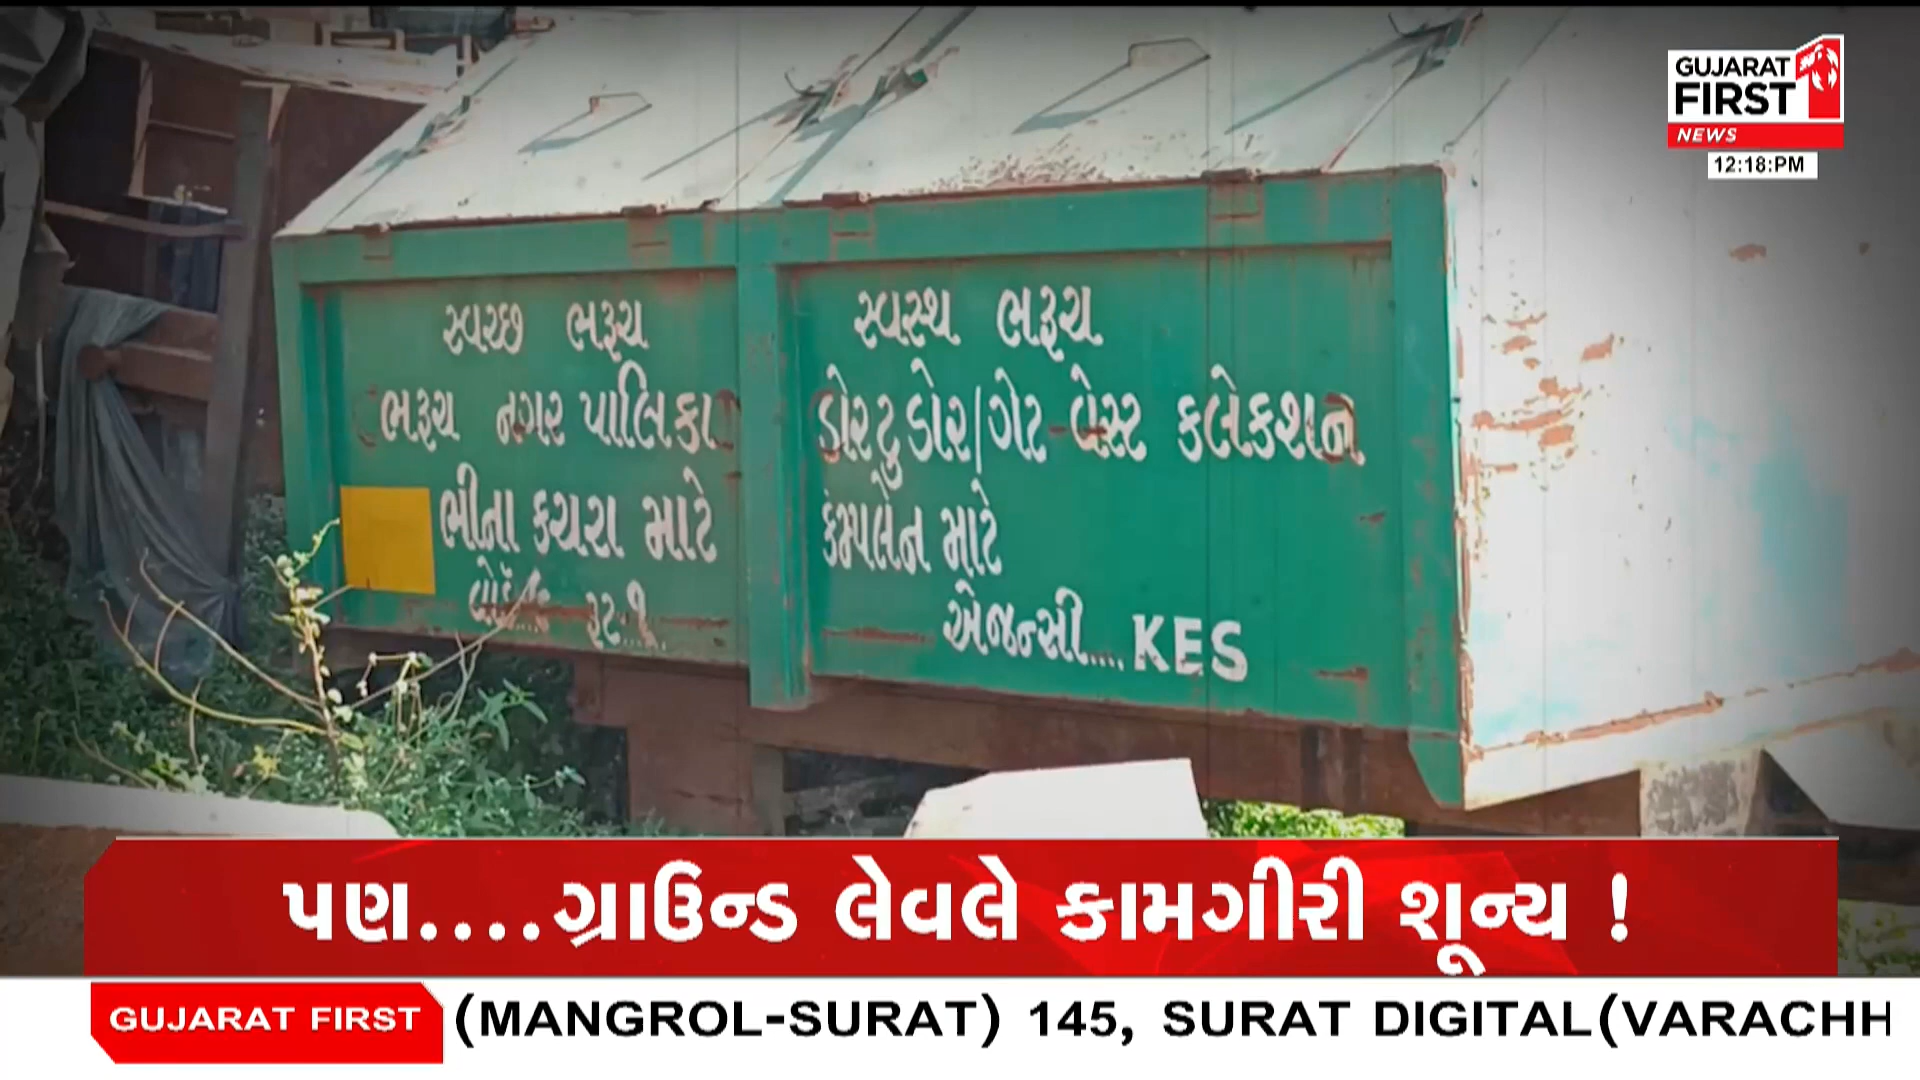 GUJARAT
FIRST
NEWS
12:18:PM
સ્વચ્છ ભરૂચ
ભરૂચ નગર પાલિકા
ભીના કચરા માટે
રૂટ...૧
સ્વસ્થ ભરૂચ
ડોર ટુ ડોર/ગેટ-વેસ્ટ કલેકશન
કંમ્પલેન માટે
એજન્સી....KES
પણ....ગ્રાઉન્ડ લેવલે કામગીરી શૂન્ય !
GUJARAT FIRST
(MANGROL-SURAT) 145, SURAT DIGITAL(VARACHH